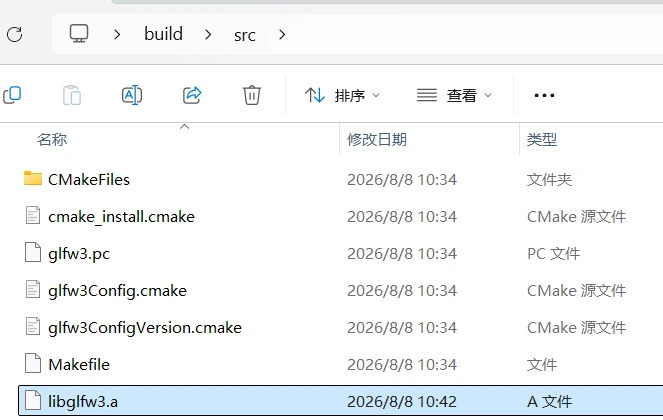 build > src >
排序 查看
名称 修改日期 类型
CMakeFiles 2026/8/8 10:34 文件夹
cmake_install.cmake 2026/8/8 10:34 CMake 源文件
glfw3.pc 2026/8/8 10:34 PC 文件
glfw3Config.cmake 2026/8/8 10:34 CMake 源文件
glfw3ConfigVersion.cmake 2026/8/8 10:34 CMake 源文件
Makefile 2026/8/8 10:34 文件
libglfw3.a 2026/8/8 10:42 A 文件